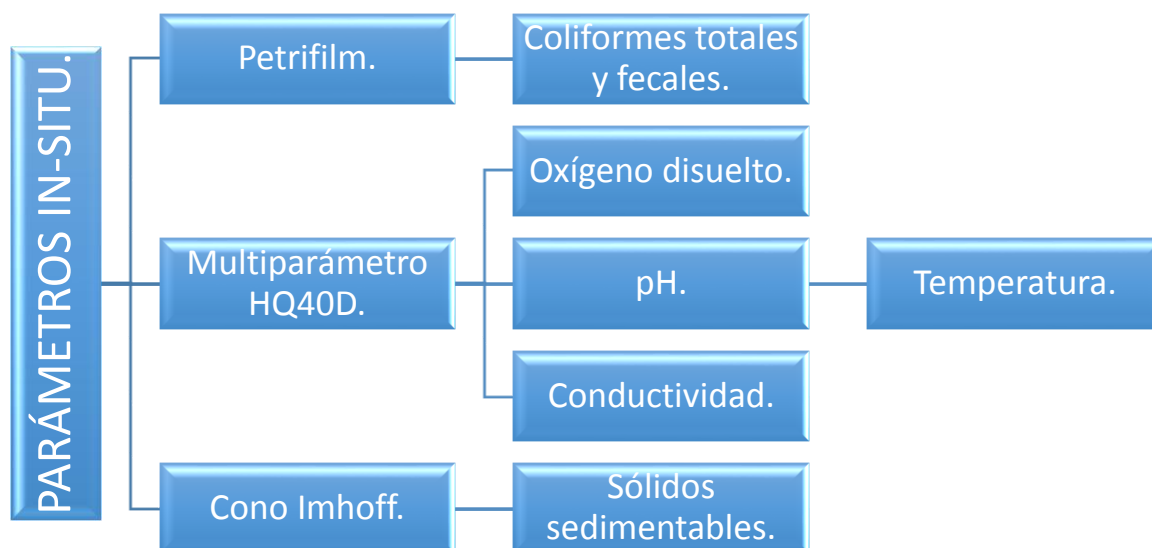 PARÁMETROS IN-SITU.
Petrifilm.
Coliformes totales
y fecales.
Multiparámetro
HQ40D.
Oxígeno disuelto.
pH.
Temperatura.
Conductividad.
Cono Imhoff.
Sólidos
sedimentables.